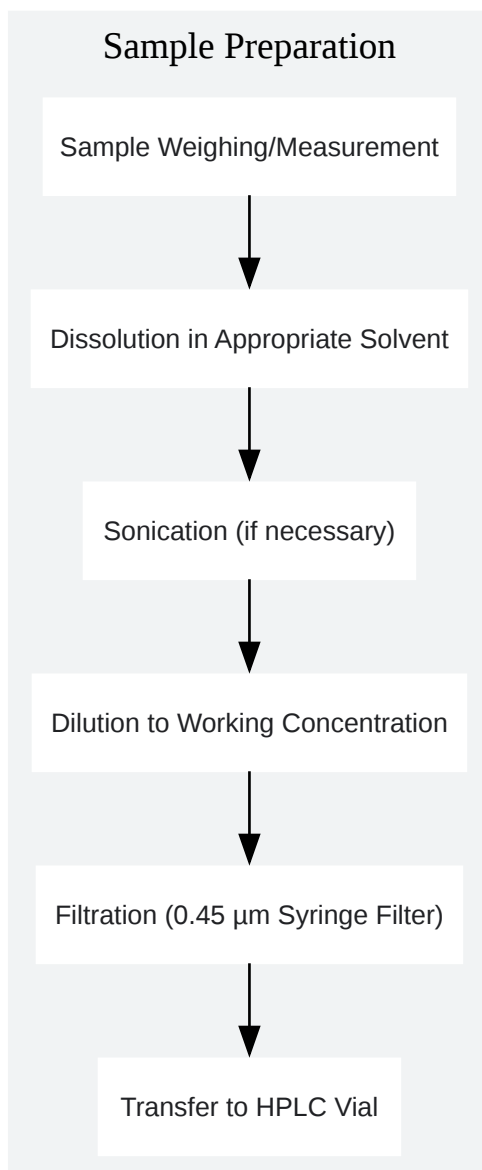 Sample Preparation
Sample Weighing/Measurement
Dissolution in Appropriate Solvent
Sonication (if necessary)
Dilution to Working Concentration
Filtration (0.45 µm Syringe Filter)
Transfer to HPLC Vial